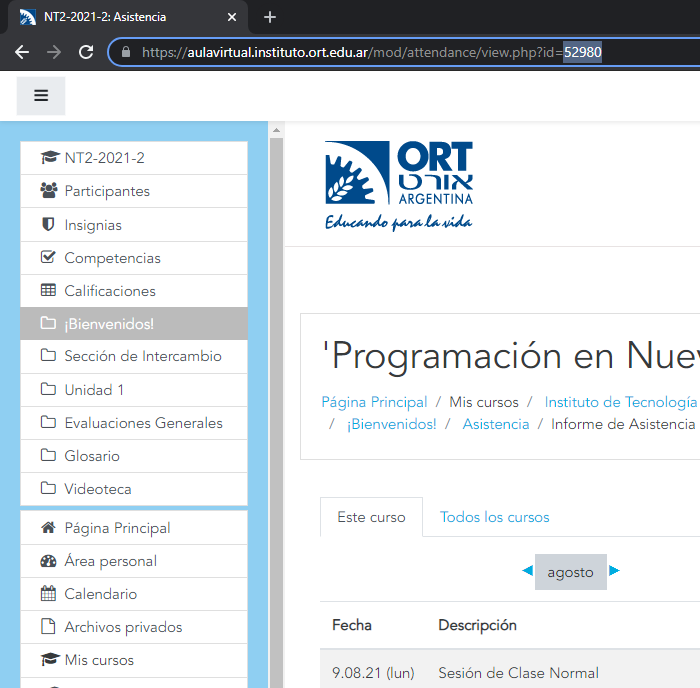 NT2-2021-2: Asistencia
https://aulavirtual.instituto.ort.edu.ar/mod/attendance/view.php?id=52980
NT2-2021-2
Participantes
Insignias
Competencias
Calificaciones
¡Bienvenidos!
Sección de Intercambio
Unidad 1
Evaluaciones Generales
Glosario
Videoteca
Página Principal
Área personal
Calendario
Archivos privados
Mis cursos
ORT
אורט
ARGENTINA
Educando para la vida
'Programación en Nuev
Página Principal / Mis cursos / Instituto de Tecnología
/ ¡Bienvenidos! / Asistencia / Informe de Asistencia
Este curso
Todos los cursos
agosto
Fecha Descripción
9.08.21 (lun) Sesión de Clase Normal